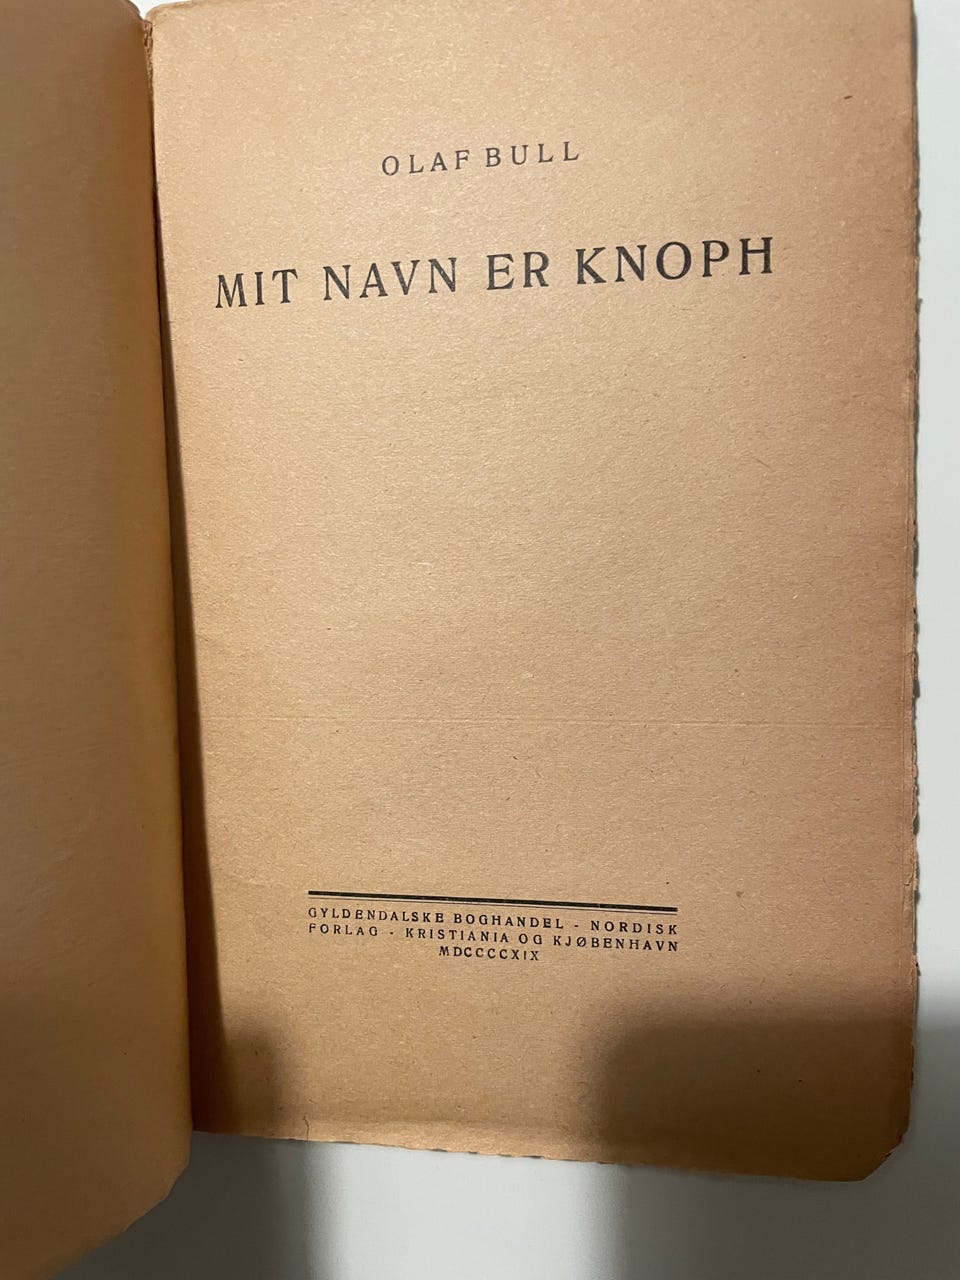 OLAF BULL
MIT NAVN ER KNOPH
GYLDENDALSKE BOGHANDEL - NORDISK
FORLAG - KRISTIANIA OG KJØBENHAVN
MDCCCCXIX